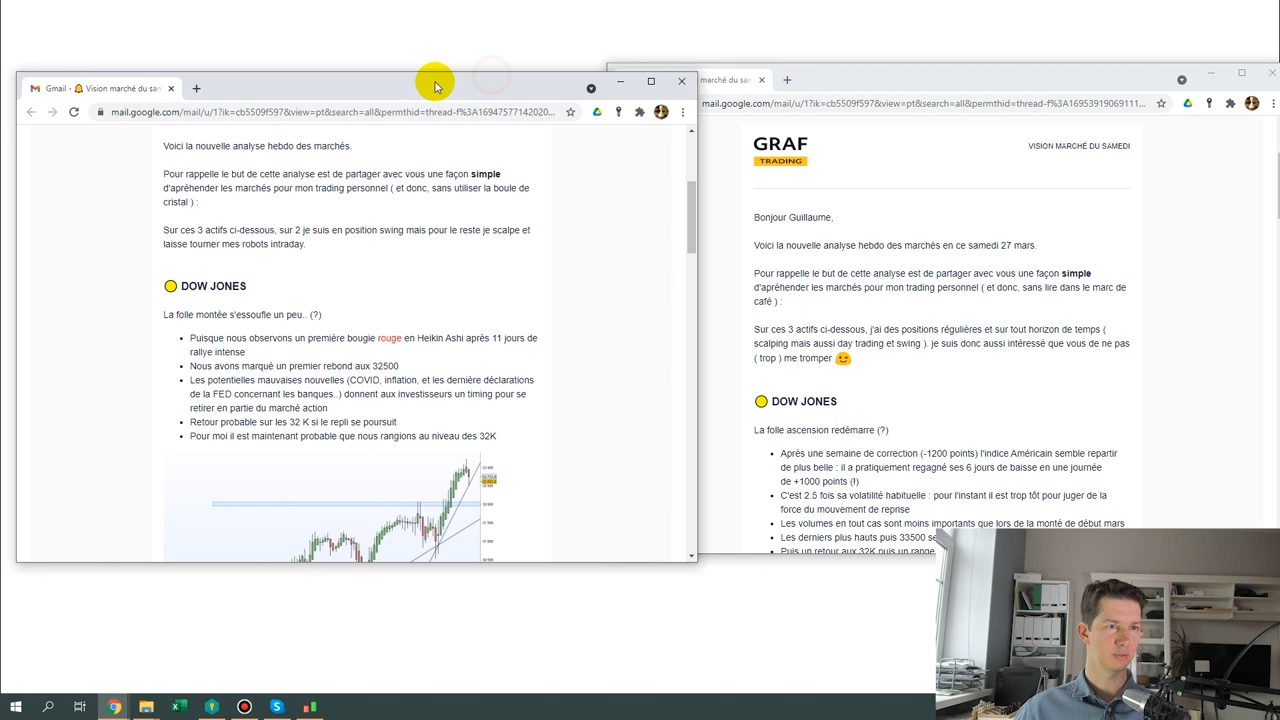 Gmail - 🔔 Vision marché du sam
mail.google.com/mail/u/1?ik=cb5509f597&view=pt&search=all&permthid=thread-f%3A16947577142020...
Voici la nouvelle analyse hebdo des marchés.
Pour rappelle le but de cette analyse est de partager avec vous une façon simple
d'apréhender les marchés pour mon trading personnel ( et donc, sans utiliser la boule de
cristal ) :
Sur ces 3 actifs ci-dessous, sur 2 je suis en position swing mais pour le reste je scalpe et
laisse tourner mes robots intraday.
DOW JONES
La folle montée s'essoufle un peu.. (?)
Puisque nous observons un première bougie rouge en Heikin Ashi après 11 jours de
rallye intense
Nous avons marqué un premier rebond aux 32500
Les potentielles mauvaises nouvelles (COVID, inflation, et les dernière déclarations
de la FED concernant les banques..) donnent aux investisseurs un timing pour se
retirer en partie du marché action
Retour probable sur les 32 K si le repli se poursuit
Pour moi il est maintenant probable que nous rangions au niveau des 32K
marché du sam
mail.google.com/mail/u/1?ik=cb5509f597&view=pt&search=all&permthid=thread-f%3A16953919069111...
GRAF
TRADING
VISION MARCHÉ DU SAMEDI
Bonjour Guillaume,
Voici la nouvelle analyse hebdo des marchés en ce samedi 27 mars.
Pour rappelle le but de cette analyse est de partager avec vous une façon simple
d'apréhender les marchés pour mon trading personnel ( et donc, sans lire dans le marc de
café ) :
Sur ces 3 actifs ci-dessous, j'ai des positions régulières et sur tout horizon de temps (
scalping mais aussi day trading et swing ). je suis donc aussi intéressé que vous de ne pas
( trop ) me tromper 😉
DOW JONES
La folle ascension redémarre (?)
Après une semaine de correction (-1200 points) l'indice Américain semble repartir
de plus belle : il a pratiquement regagné ses 6 jours de baisse en une journée
de +1000 points (!)
C'est 2.5 fois sa volatilité habituelle : pour l'instant il est trop tôt pour juger de la
force du mouvement de reprise
Les volumes en tout cas sont moins importants que lors de la monté de début mars
Les derniers plus hauts puis 33500 se
Puis un retour aux 32K puis un range